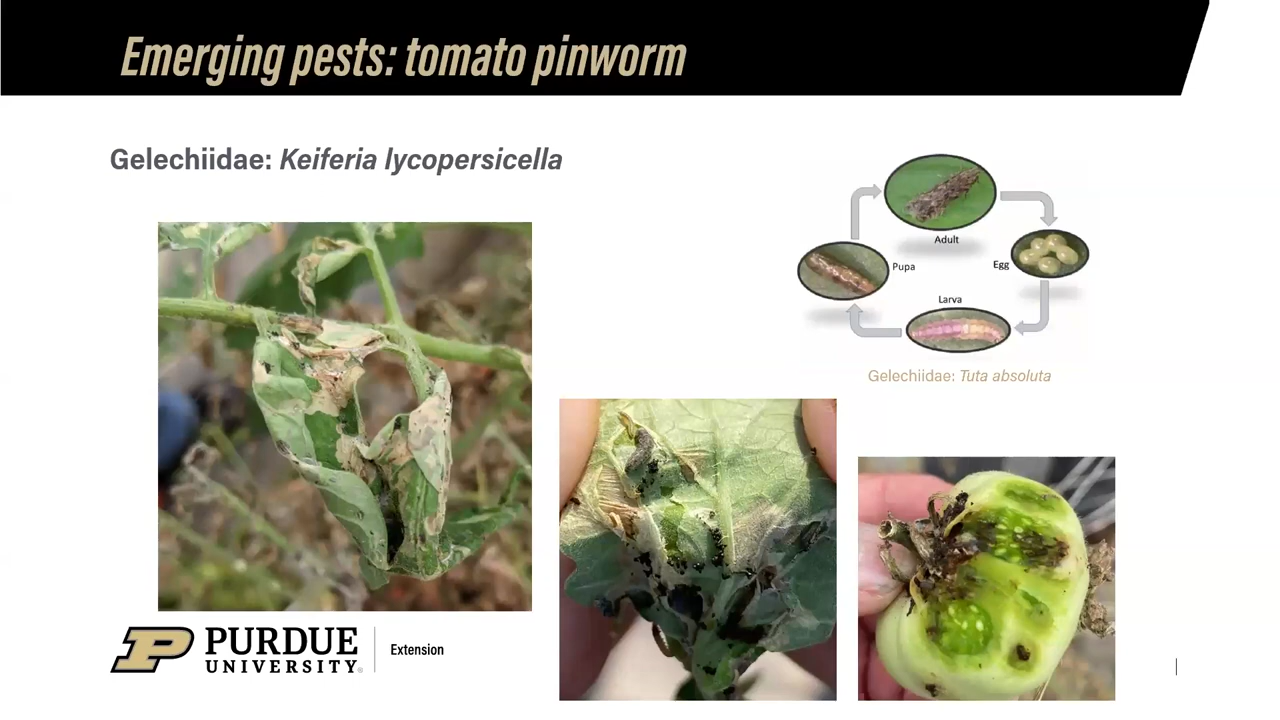 Emerging pests: tomato pinworm
Gelechiidae: Keiferia lycopersicella
Adult
Pupa
Egg
Larva
Gelechiidae: Tuta absoluta
PURDUE
UNIVERSITY®
Extension